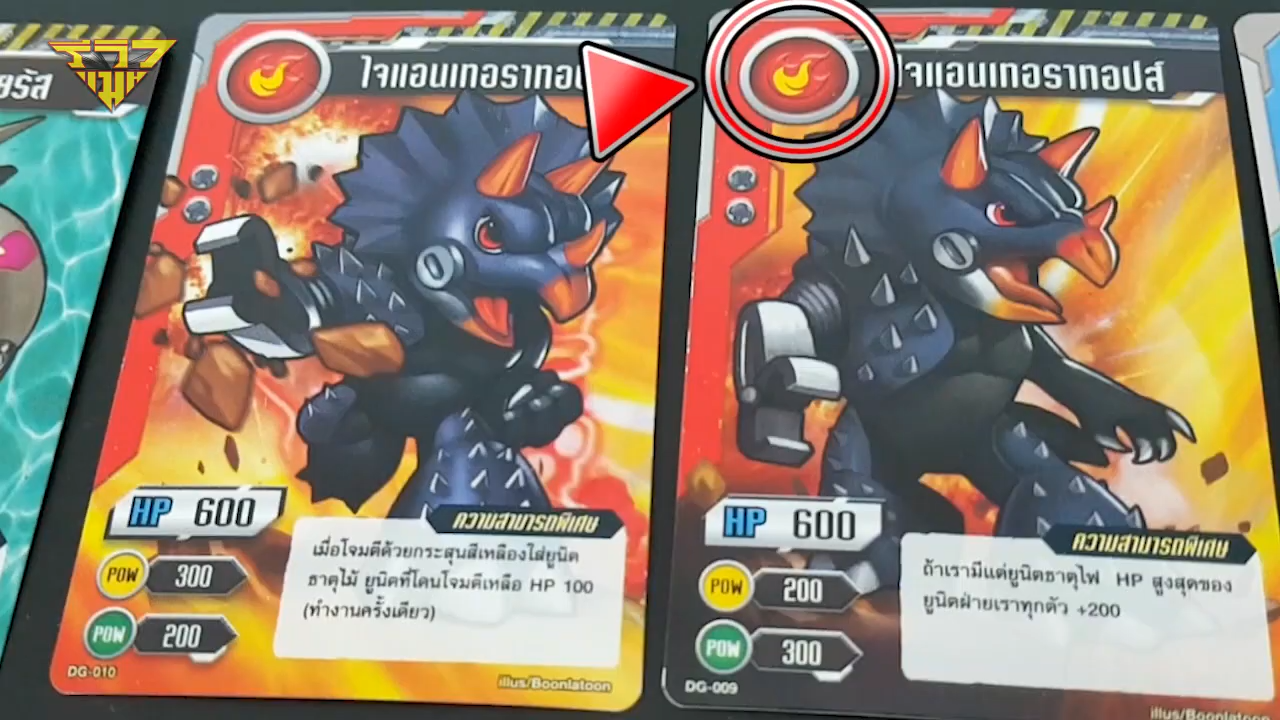 รีวิว
ยรัส
ไจแอนเทอราทอป
HP 600
POW 300
POW 200
DG-010
ความสามารถพิเศษ
เมื่อโจมตีด้วยกระสุนสีเหลืองใส่ยูนิต
ธาตุไม้ ยูนิตที่โดนโจมตีเหลือ HP 100
(ทำงานครั้งเดียว)
illus/Boonlatoon
ไจแอนเทอราทอปส์
HP 600
POW 200
POW 300
DG-009
ความสามารถพิเศษ
ถ้าเรามีแต่ยูนิตธาตุไฟ HP สูงสุดของ
ยูนิตฝ่ายเราทุกตัว +200
illus/Boonlatoon